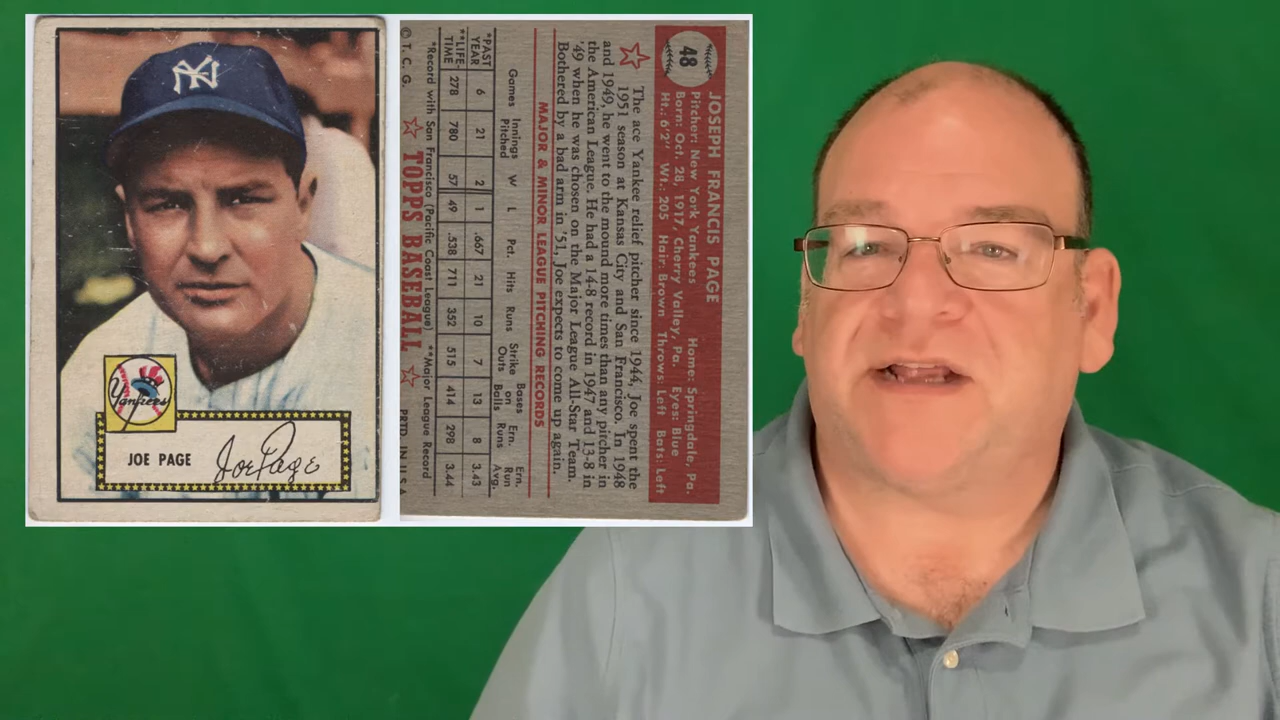 NY
Yankees
JOE PAGE
Joe Page
48
JOSEPH FRANCIS PAGE
Pitcher: New York Yankees Home: Springdale, Pa.
Born: Oct. 28, 1917, Cherry Valley, Pa. Eyes: Blue
Ht.: 6'2" Wt.: 205 Hair: Brown Throws: Left Bats: Left
The ace Yankee relief pitcher since 1944, Joe spent the
1951 season at Kansas City and San Francisco. In 1948
and 1949, he went to the mound more times than any pitcher in
the American League. He had a 14-8 record in 1947 and 13-8 in
'49 when he was chosen on the Major League All-Star Team.
Bothered by a bad arm in '51, Joe expects to come up again.
MAJOR & MINOR LEAGUE PITCHING RECORDS
Games Innings Pitched W L Pct. Hits Runs Strike Outs Bases on Balls Ern. Runs Ern. Run Avg.
*PAST YEAR 6 21 2 1 .667 21 10 7 13 8 3.43
**LIFE-TIME 278 780 57 49 .538 711 352 515 414 298 3.44
*Record with San Francisco (Pacific Coast League) **Major League Record
© T. C. G. TOPPS BASEBALL PRTD. IN U.S.A.